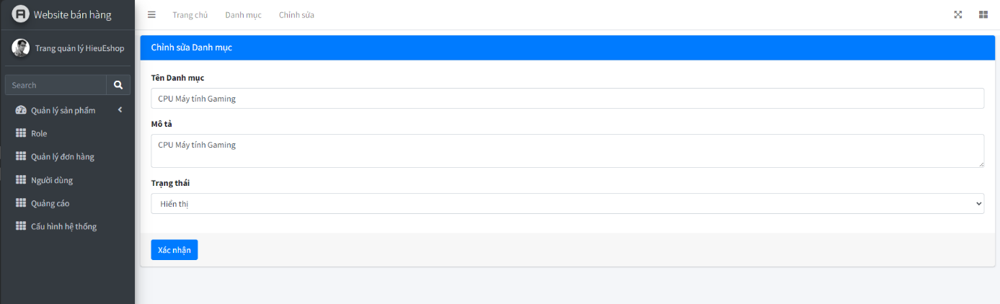 Website bán hàng
Trang quản lý HieuEshop
Search
Quản lý sản phẩm
Role
Quản lý đơn hàng
Người dùng
Quảng cáo
Cấu hình hệ thống
Trang chủ Danh mục Chỉnh sửa
Chỉnh sửa Danh mục
Tên Danh mục
CPU Máy tính Gaming
Mô tả
CPU Máy tính Gaming
Trạng thái
Hiển thị
Xác nhận